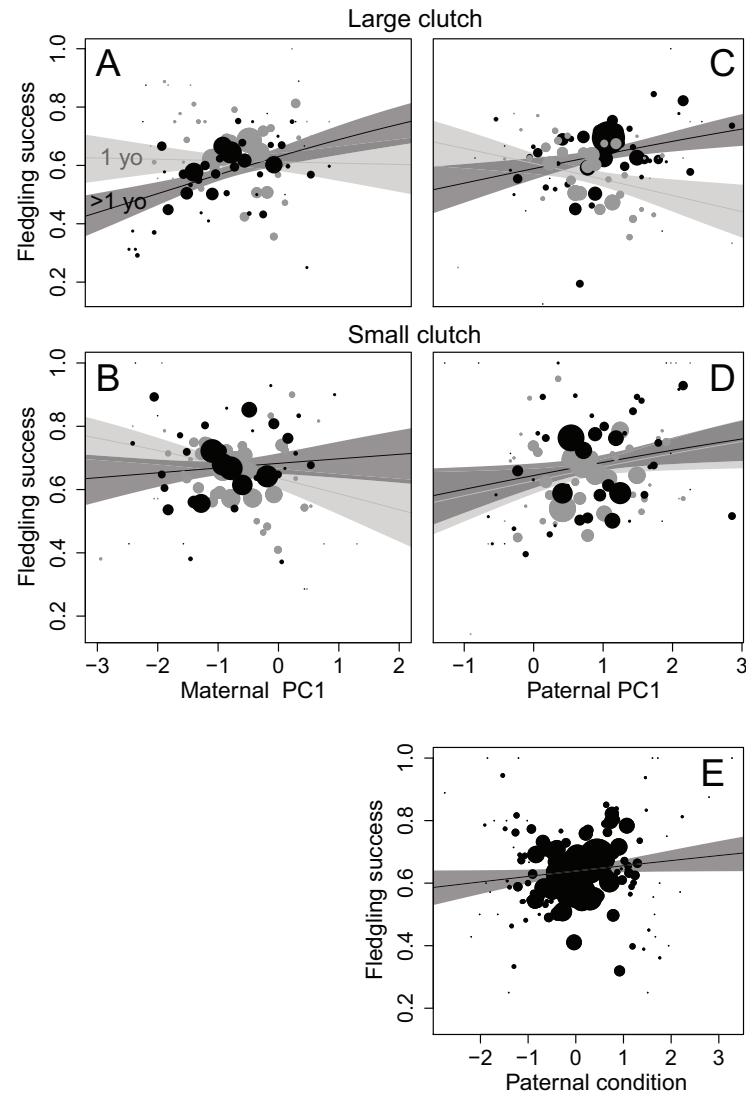 Large clutch
A
C
1 yo
>1 yo
Fledgling success
0.2 0.4 0.6 0.8 1.0
Small clutch
B
D
Fledgling success
0.2 0.4 0.6 0.8 1.0
−3 −2 −1 0 1 2
−1 0 1 2 3
Maternal PC1
Paternal PC1
E
Fledgling success
0.2 0.4 0.6 0.8 1.0
−2 −1 0 1 2 3
Paternal condition